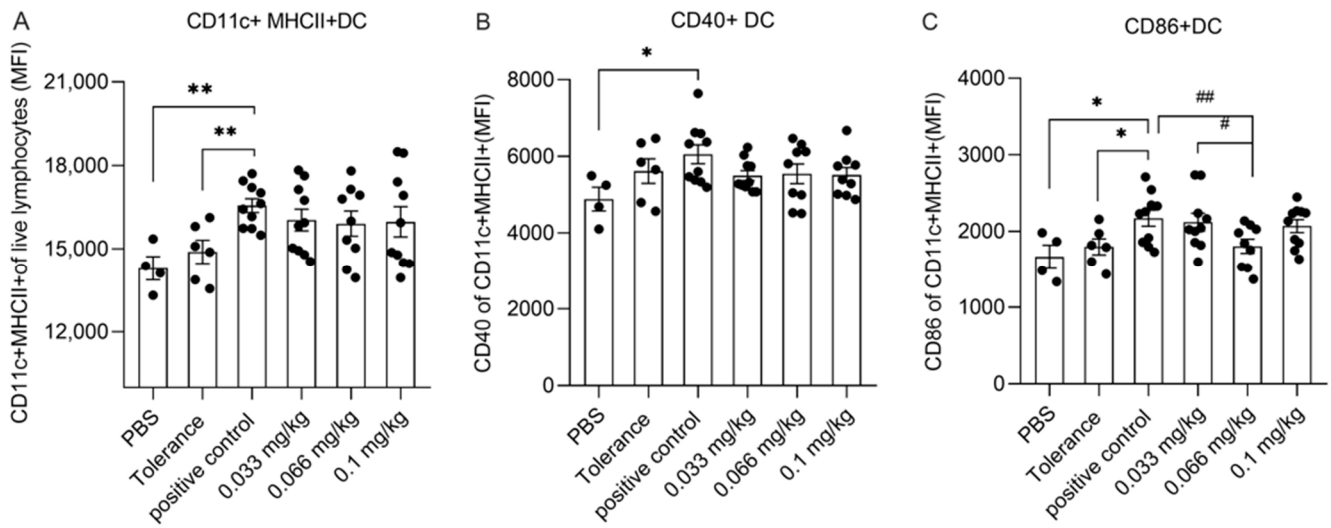 A
CD11c+ MHCII+DC
CD11c+MHCII+of live lymphocytes (MFI)
21,000
18,000
15,000
12,000
**
**
PBS
Tolerance
positive control
0.033 mg/kg
0.066 mg/kg
0.1 mg/kg
B
CD40+ DC
CD40 of CD11c+MHCII+(MFI)
8000
6000
4000
2000
0
*
PBS
Tolerance
positive control
0.033 mg/kg
0.066 mg/kg
0.1 mg/kg
C
CD86+DC
CD86 of CD11c+MHCII+(MFI)
4000
3000
2000
1000
0
*
*
##
#
PBS
Tolerance
positive control
0.033 mg/kg
0.066 mg/kg
0.1 mg/kg